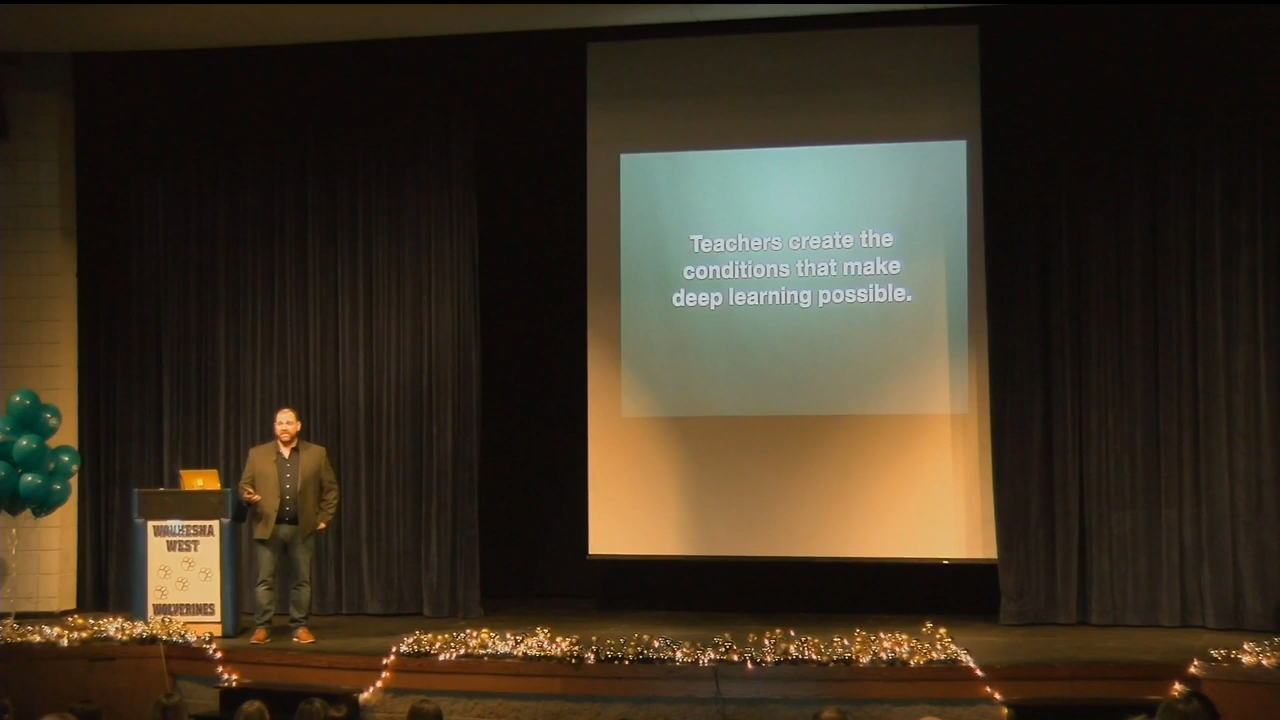 Teachers create the
conditions that make
deep learning possible.
WAUKESHA
WEST
WOLVERINES